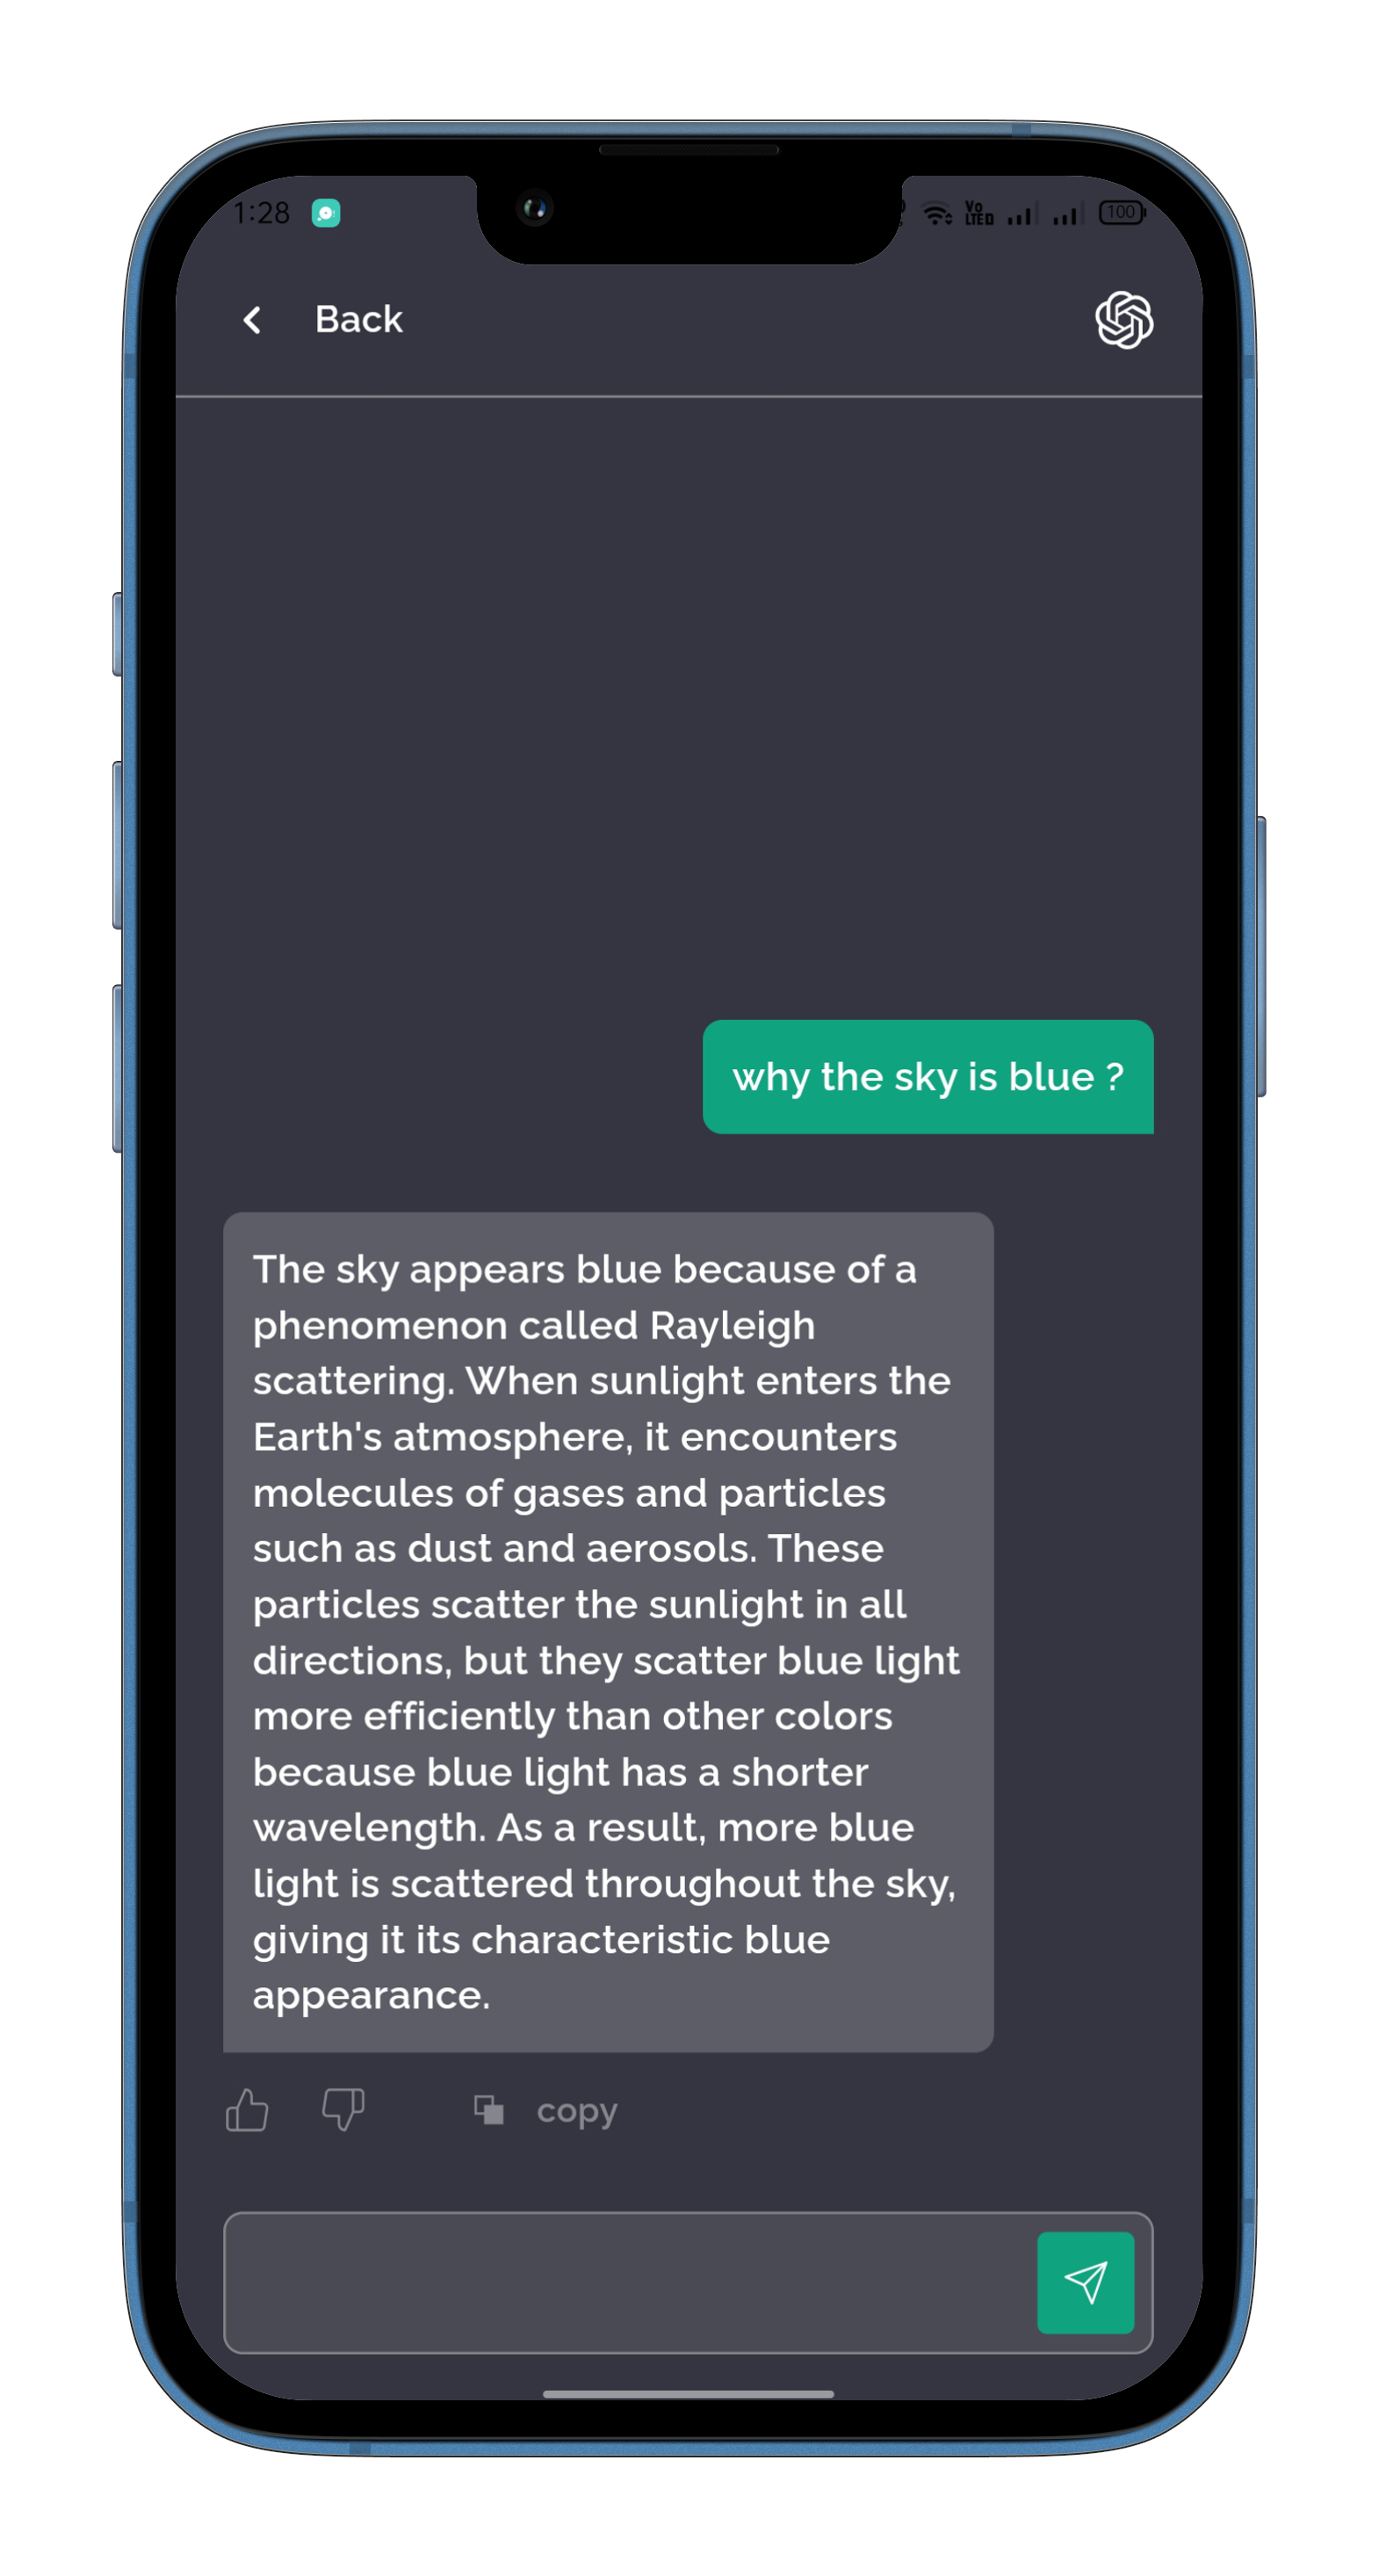 1:28
Vo
LTED
100
Back
why the sky is blue ?
The sky appears blue because of a
phenomenon called Rayleigh
scattering. When sunlight enters the
Earth's atmosphere, it encounters
molecules of gases and particles
such as dust and aerosols. These
particles scatter the sunlight in all
directions, but they scatter blue light
more efficiently than other colors
because blue light has a shorter
wavelength. As a result, more blue
light is scattered throughout the sky,
giving it its characteristic blue
appearance.
copy